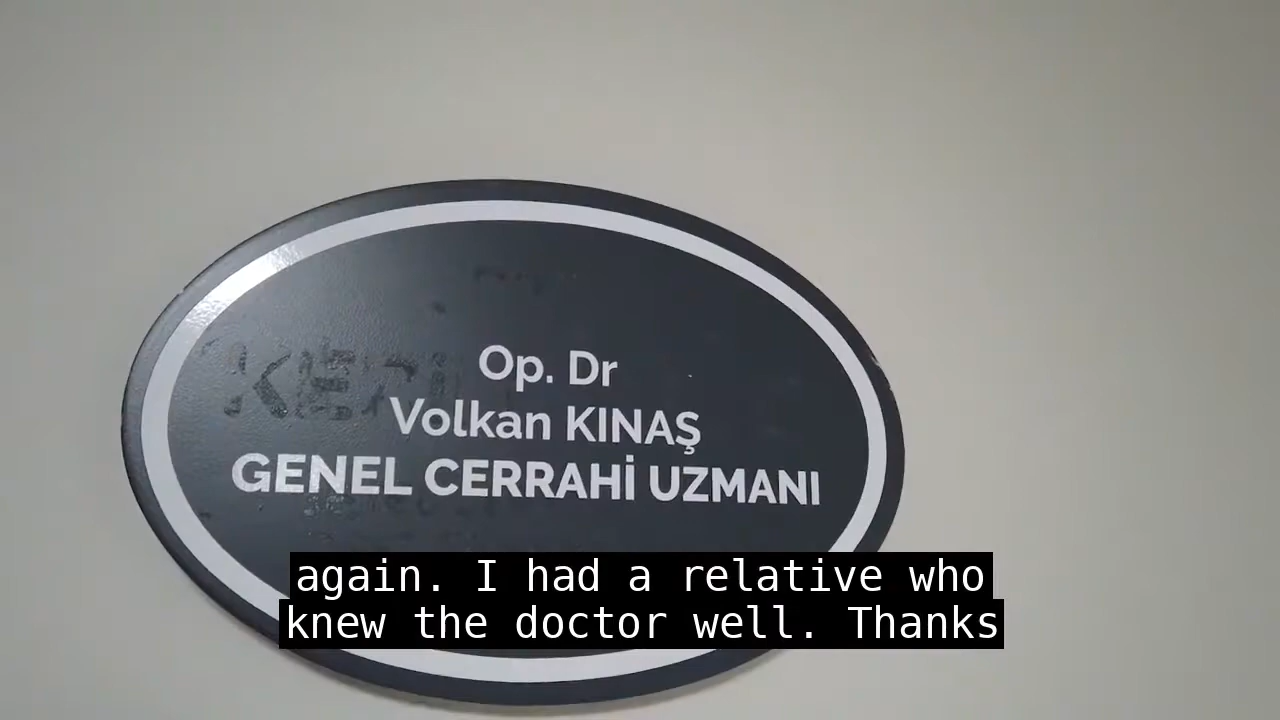 Op. Dr
Volkan KINAŞ
GENEL CERRAHİ UZMANI
again. I had a relative who
knew the doctor well. Thanks